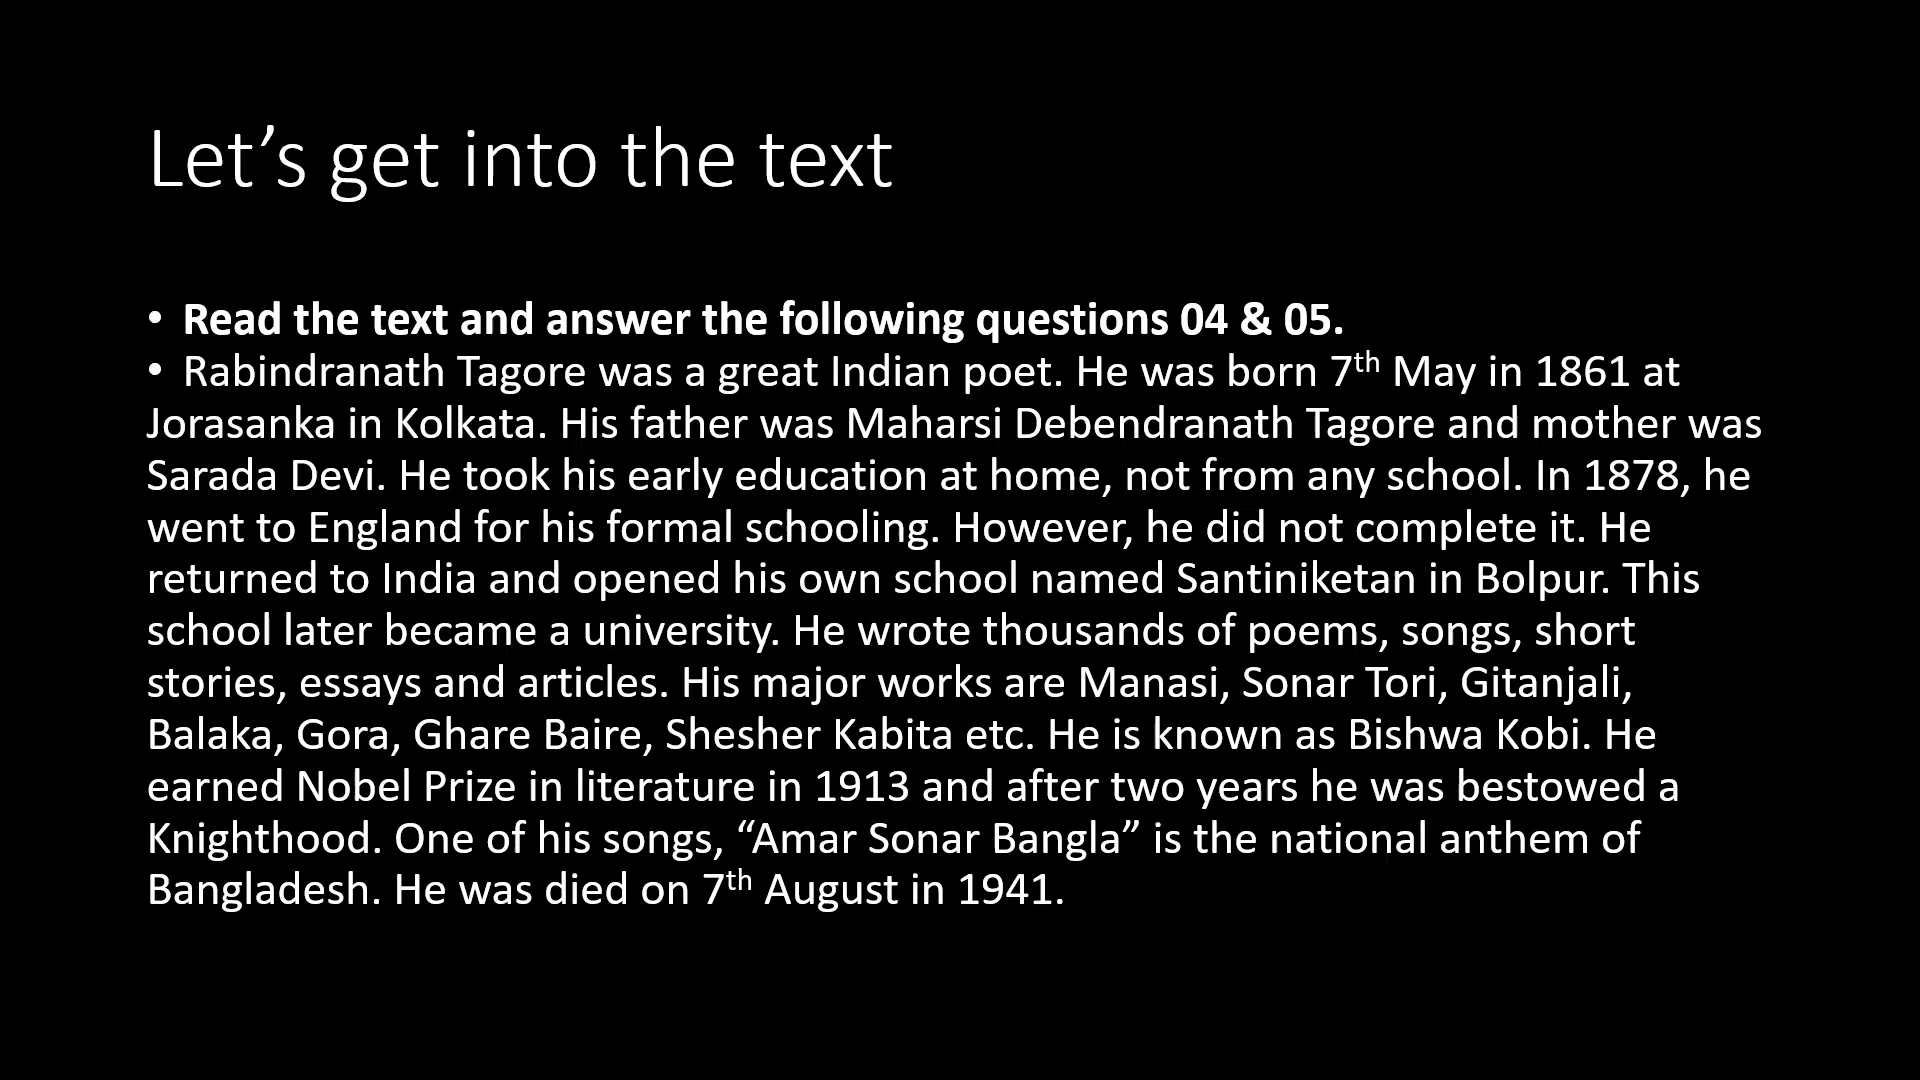 Let’s get into the text
• Read the text and answer the following questions 04 & 05.
• Rabindranath Tagore was a great Indian poet. He was born 7th May in 1861 at
Jorasanka in Kolkata. His father was Maharsi Debendranath Tagore and mother was
Sarada Devi. He took his early education at home, not from any school. In 1878, he
went to England for his formal schooling. However, he did not complete it. He
returned to India and opened his own school named Santiniketan in Bolpur. This
school later became a university. He wrote thousands of poems, songs, short
stories, essays and articles. His major works are Manasi, Sonar Tori, Gitanjali,
Balaka, Gora, Ghare Baire, Shesher Kabita etc. He is known as Bishwa Kobi. He
earned Nobel Prize in literature in 1913 and after two years he was bestowed a
Knighthood. One of his songs, “Amar Sonar Bangla” is the national anthem of
Bangladesh. He was died on 7th August in 1941.